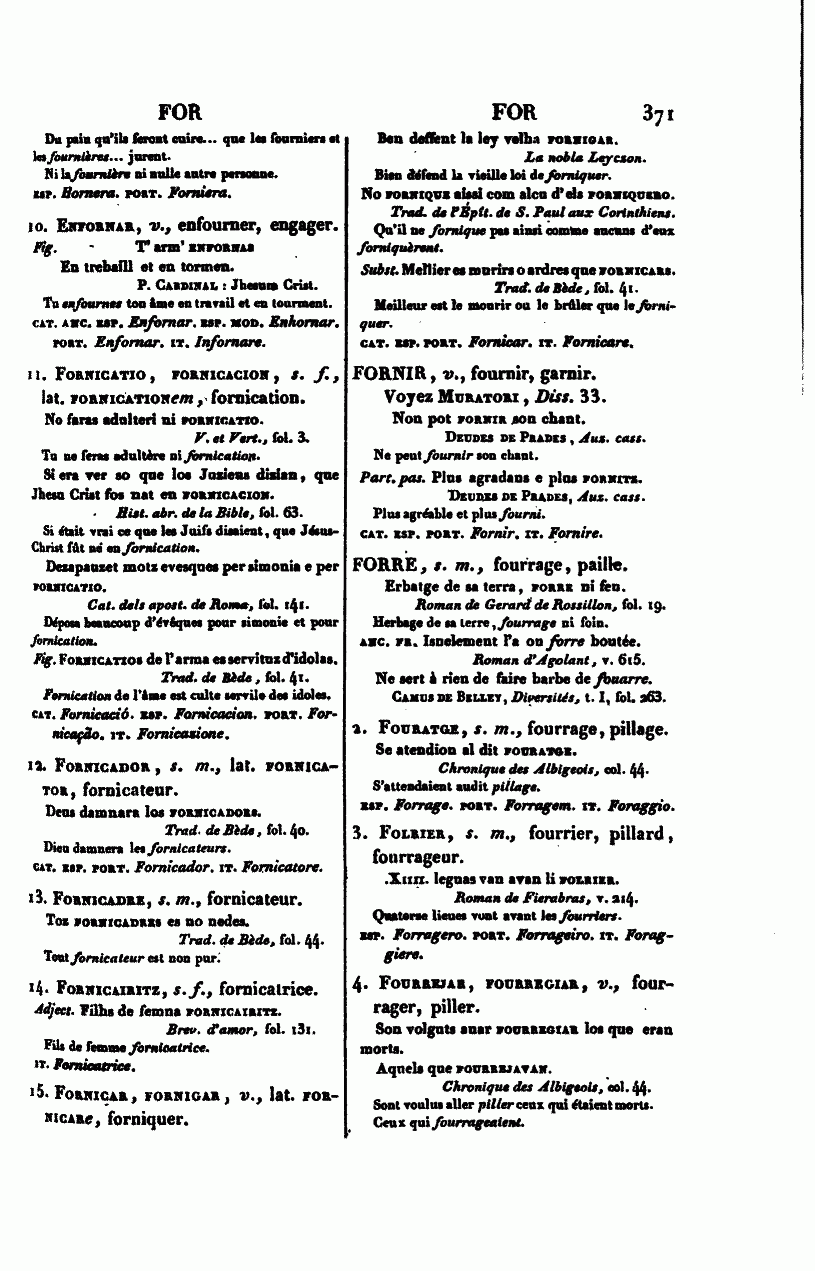 FOR
Du pain qu'ils feront cuire... que les fourniers et
les fournières... jurent.
Ni la fournière ni nulle autre personne.
ESP. Hornera. PORT. Forniera.
10. ENFORNAR, v., enfourner, engager.
Fig. T' arm' ENFORNAS
En trebaill et en tormen.
P. CARDINAL : Jhesum Crist.
Tu enfournes ton âme en travail et en tourment.
CAT. ANC. ESP. Enfornar. ESP. MOD. Enhornar.
PORT. Enfornar. IT. Infornare.
11. FORNICATIO, FORNICACION, s. f.,
lat. FORNICATIONem, fornication.
No faras adulteri ni FORNICATIO.
V. et Vert., fol. 3.
Tu ne feras adultère ni fornication.
Si era ver so que los Juzieus dizian, que
Jhesu Crist fos nat en FORNICACION.
Hist. abr. de la Bible, fol. 63.
Si était vrai ce que les Juifs disaient, que Jésus-
Christ fût né en fornication.
Dezapauzet motz evesques per simonia e per
FORNICATIO.
Cat. dels apost. de Roma, fol. 141.
Déposa beaucoup d'évêques pour simonie et pour
fornication.
Fig. FORNICATIOS de l'arma es servituz d'idolas.
Trad. de Bède, fol. 41.
Fornication de l'âme est culte servile des idoles.
CAT. Fornicació. ESP. Fornicacion. PORT. For-
nicação. IT. Fornicazione.
12. FORNICADOR, s. m., lat. FORNICA-
TOR, fornicateur.
Deus damnara los FORNICADORS.
Trad. de Bède, fol. 40.
Dieu damnera les fornicateurs.
CAT. ESP. PORT. Fornicador. IT. Fornicatore.
13. FORNICADRE, s. m., fornicateur.
Toz FORNICADRES es no nedes.
Trad. de Bède, fol. 44.
Tout fornicateur est non pur.
14. FORNICAIRITZ, s. f., fornicatrice.
Adject. Filhs de femna FORNICAIRITZ.
Brev. d'amor, fol. 131.
Fils de femme fornicatrice.
IT. Fornicatrice.
15. FORNICAR, FORNIGAR, v., lat. FOR-
NICARe, forniquer.
FOR 371
Ben deffent la ley velha FORNIGAR.
La nobla Leyczon.
Bien défend la vieille loi de forniquer.
No FORNIQUE aissi com alcu d'els FORNIQUERO.
Trad. de l'Épît. de S. Paul aux Corinthiens.
Qu'il ne fornique pas ainsi comme aucuns d'eux
forniquèrent.
Subst. Mellier es murirs o ardres que FORNICARS.
Trad. de Bède, fol. 41.
Meilleur est le mourir ou le brûler que le forni-
quer.
CAT. ESP. PORT. Fornicar. IT. Fornicare.
FORNIR, v., fournir, garnir.
Voyez MURATORI, Diss. 33.
Non pot FORNIR son chant.
DEUDES DE PRADES, Aux. cass.
Ne peut fournir son chant.
Part. pas. Plus agradans e plus FORNITZ.
DEUDES DE PRADES, Aux. cass.
Plus agréable et plus fourni.
CAT. ESP. PORT. Fornir. IT. Fornire.
FORRE, s. m., fourrage, paille.
Erbatge de sa terra, FORRE ni fen.
Roman de Gerard de Rossillon, fol. 19.
Herbage de sa terre, fourrage ni foin.
ANC. FR. Isnelement l'a on forre boutée.
Roman d'Agolant, v. 615.
Ne sert à rien de faire barbe de fouarre.
CAMUS DE BELLEY, Diversités, t. I, fol. 263.
2. FOURATGE, s. m., fourrage, pillage.
Se atendion al dit FOURATGE.
Chronique des Albigeois, col. 44.
S'attendaient audit pillage.
ESP. Forrage. PORT. Forragem. IT. Foraggio.
3. FOLRIER, s. m., fourrier, pillard,
fourrageur.
.XIIII. leguas van avan li FOLRIER.
Roman de Fierabras, v. 214.
Quatorze lieues vont avant les fourriers.
ESP. Forragero. PORT. Forrageiro. IT. Forag-
giere.
4. FOURREJAR, FOURREGIAR, v., four-
rager, piller.
Son volguts anar FOURREGIAR los que eran
morts.
Aquels que FOURREJAVAN.
Chronique des Albigeois, col. 44.
Sont voulus aller piller ceux qui étaient morts.
Ceux qui fourrageaient.